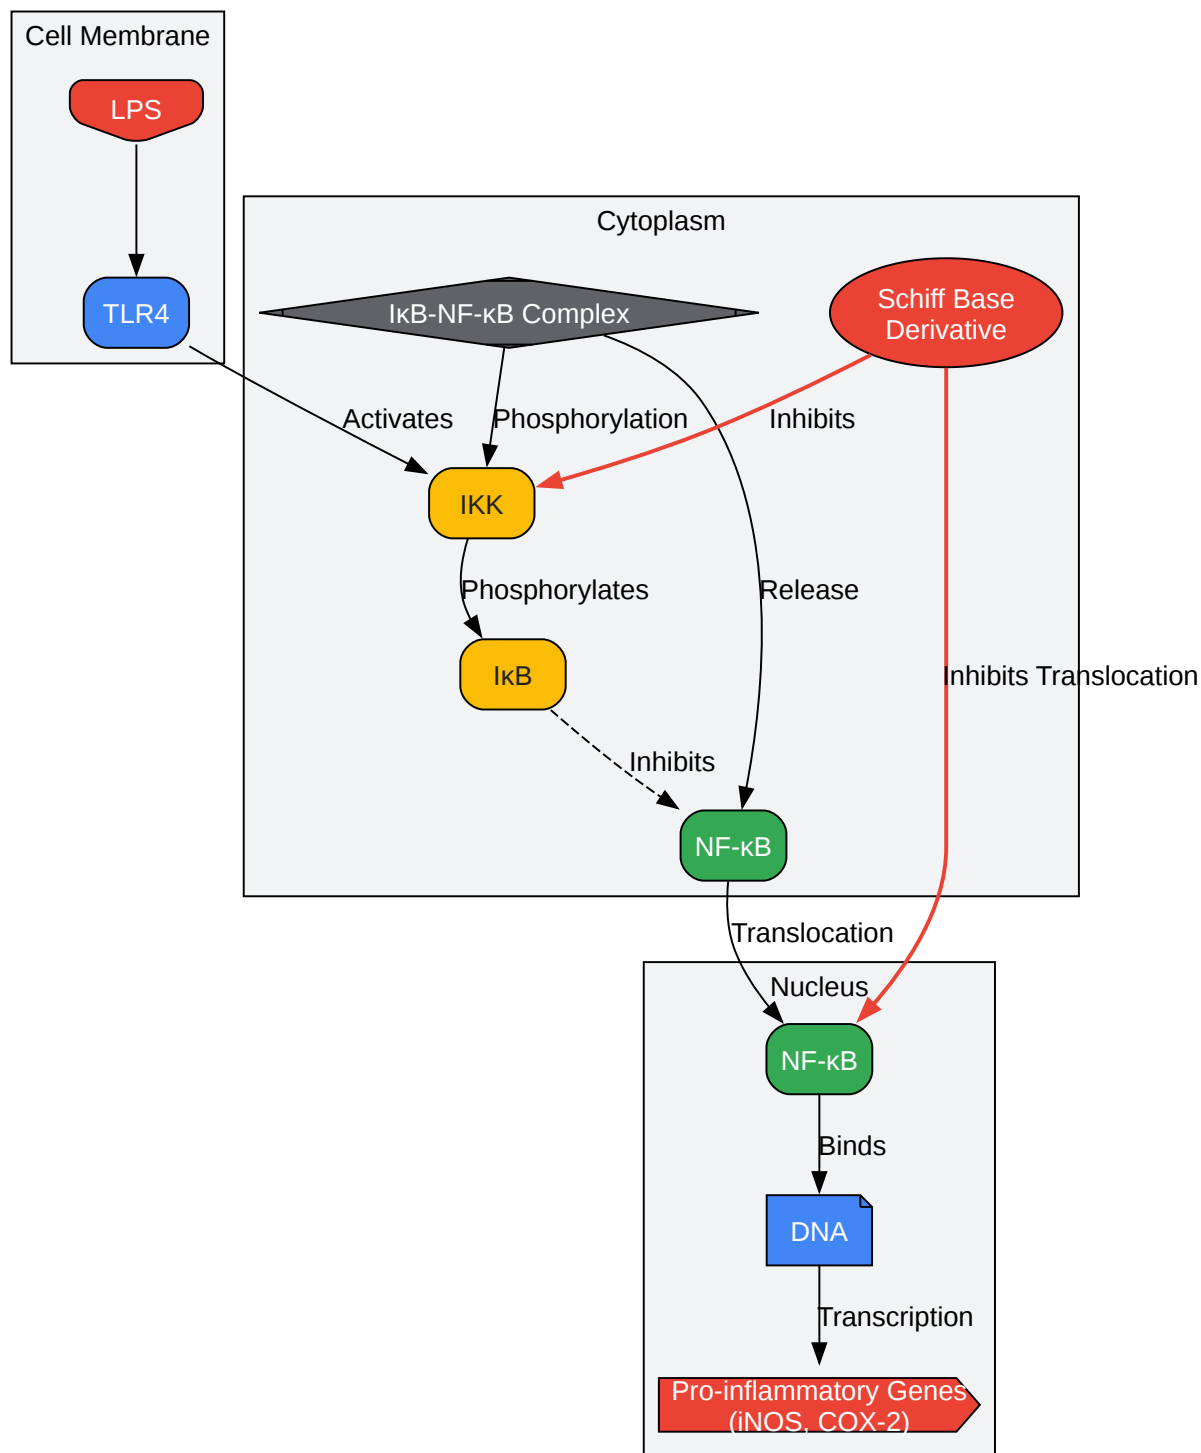 Cell Membrane
LPS
TLR4
Cytoplasm
IκB-NF-κB Complex
Schiff Base
Derivative
Activates
Phosphorylation
Inhibits
IKK
Phosphorylates
Release
IκB
Inhibits Translocation
Inhibits
NF-κB
Translocation
Nucleus
NF-κB
Binds
DNA
Transcription
Pro-inflammatory Genes
(iNOS, COX-2)